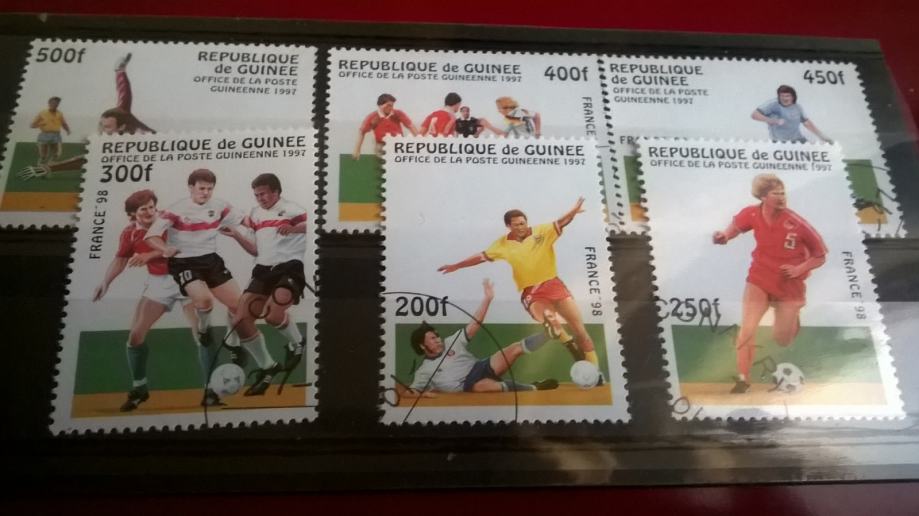 500f
REPUBLIQUE
de GUINEE
OFFICE DE LA POSTE
GUINEENNE 1997
REPUBLIQUE de GUINEE
OFFICE DE LA POSTE GUINEENNE 1997
400f
FRANCE
REPUBLIQUE
de GUINEE
OFFICE DE LA POSTE
GUINEENNE 1997
450f
REPUBLIQUE de GUINEE
OFFICE DE LA POSTE GUINEENNE 1997
300f
FRANCE '98
10
REPUBLIQUE de GUINEE
OFFICE DE LA POSTE GUINEENNE 1997
200f
FRANCE '98
REPUBLIQUE de GUINEE
OFFICE DE LA POSTE GUINEENNE 1997
250f
FRANCE '98
5
CON